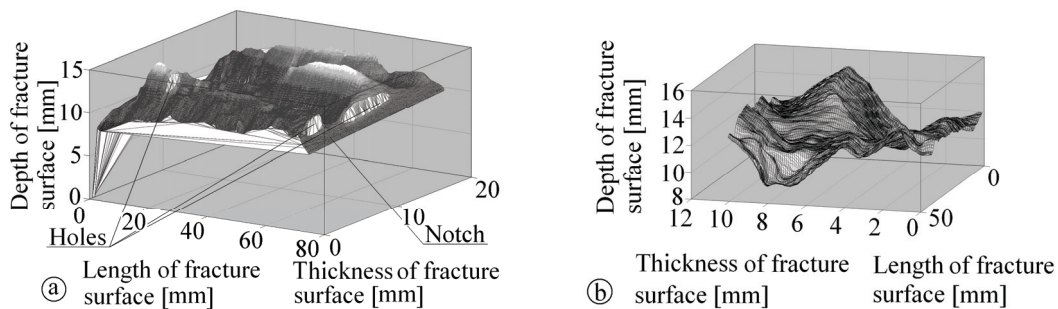 Depth of fracture
surface [mm]
15
10
5
0
0
20
40
60
80
0
10
20
Holes
Notch
Length of fracture
surface [mm]
Thickness of fracture
surface [mm]
a
Depth of fracture
surface [mm]
16
14
12
10
8
12
10
8
6
4
2
0
50
0
Thickness of fracture
surface [mm]
Length of fracture
surface [mm]
b